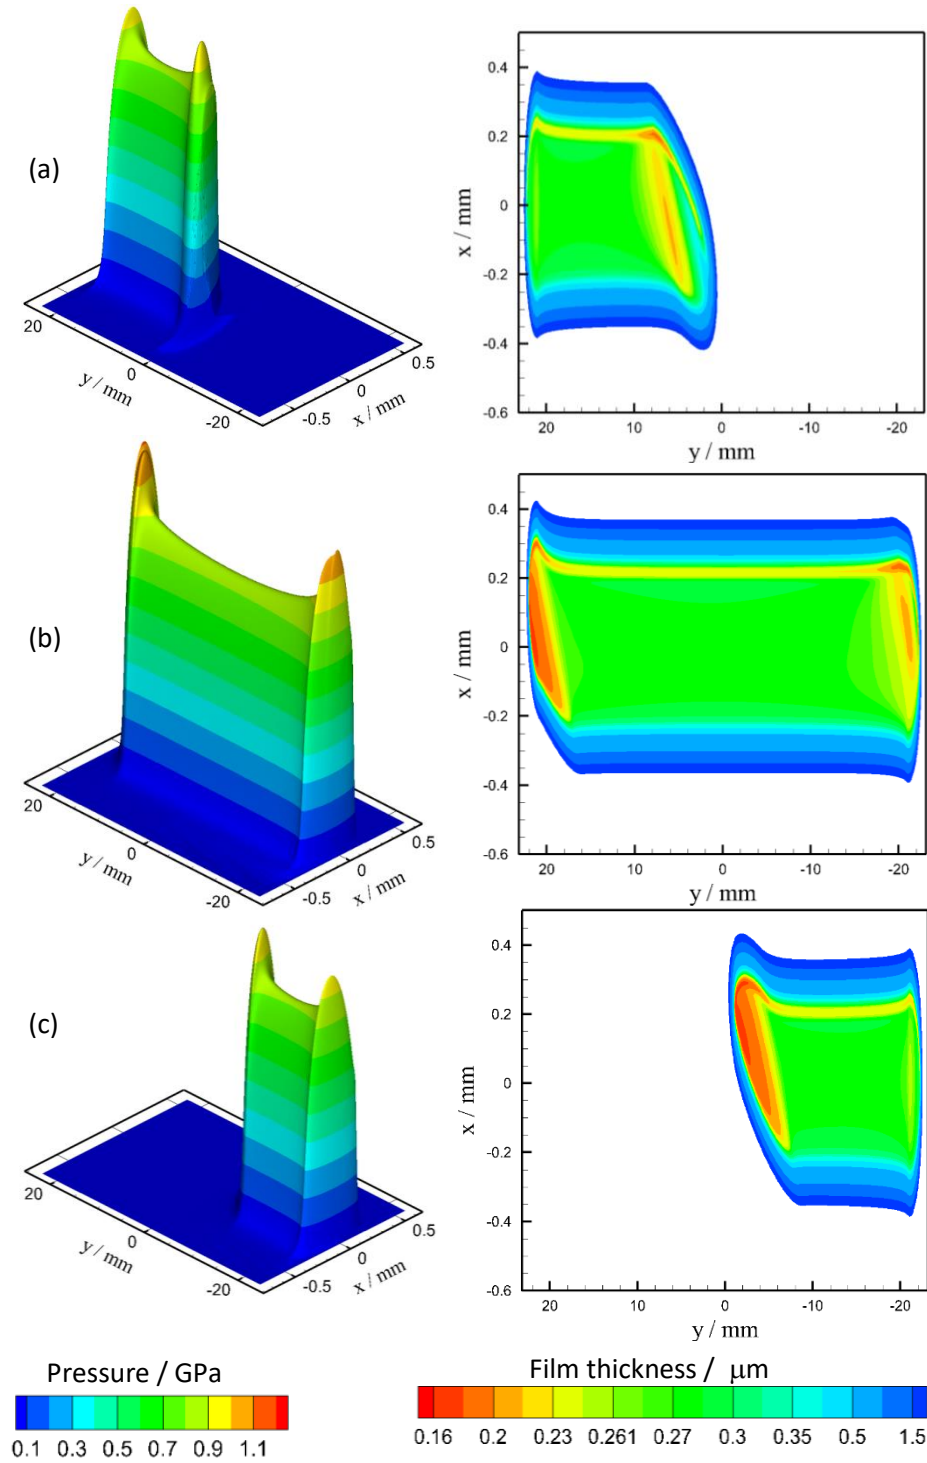 (a)
20
0
-20
y / mm
-0.5
0
0.5
x / mm
0.4
0.2
0
-0.2
-0.4
-0.6
x / mm
20
10
0
-10
-20
y / mm
(b)
20
0
-20
y / mm
-0.5
0
0.5
x / mm
0.4
0.2
0
-0.2
-0.4
-0.6
x / mm
20
10
0
-10
-20
y / mm
(c)
20
0
-20
y / mm
-0.5
0
0.5
x / mm
0.4
0.2
0
-0.2
-0.4
-0.6
x / mm
20
10
0
-10
-20
y / mm
Pressure / GPa
0.1 0.3 0.5 0.7 0.9 1.1
Film thickness / μm
0.16 0.2 0.23 0.261 0.27 0.3 0.35 0.5 1.5